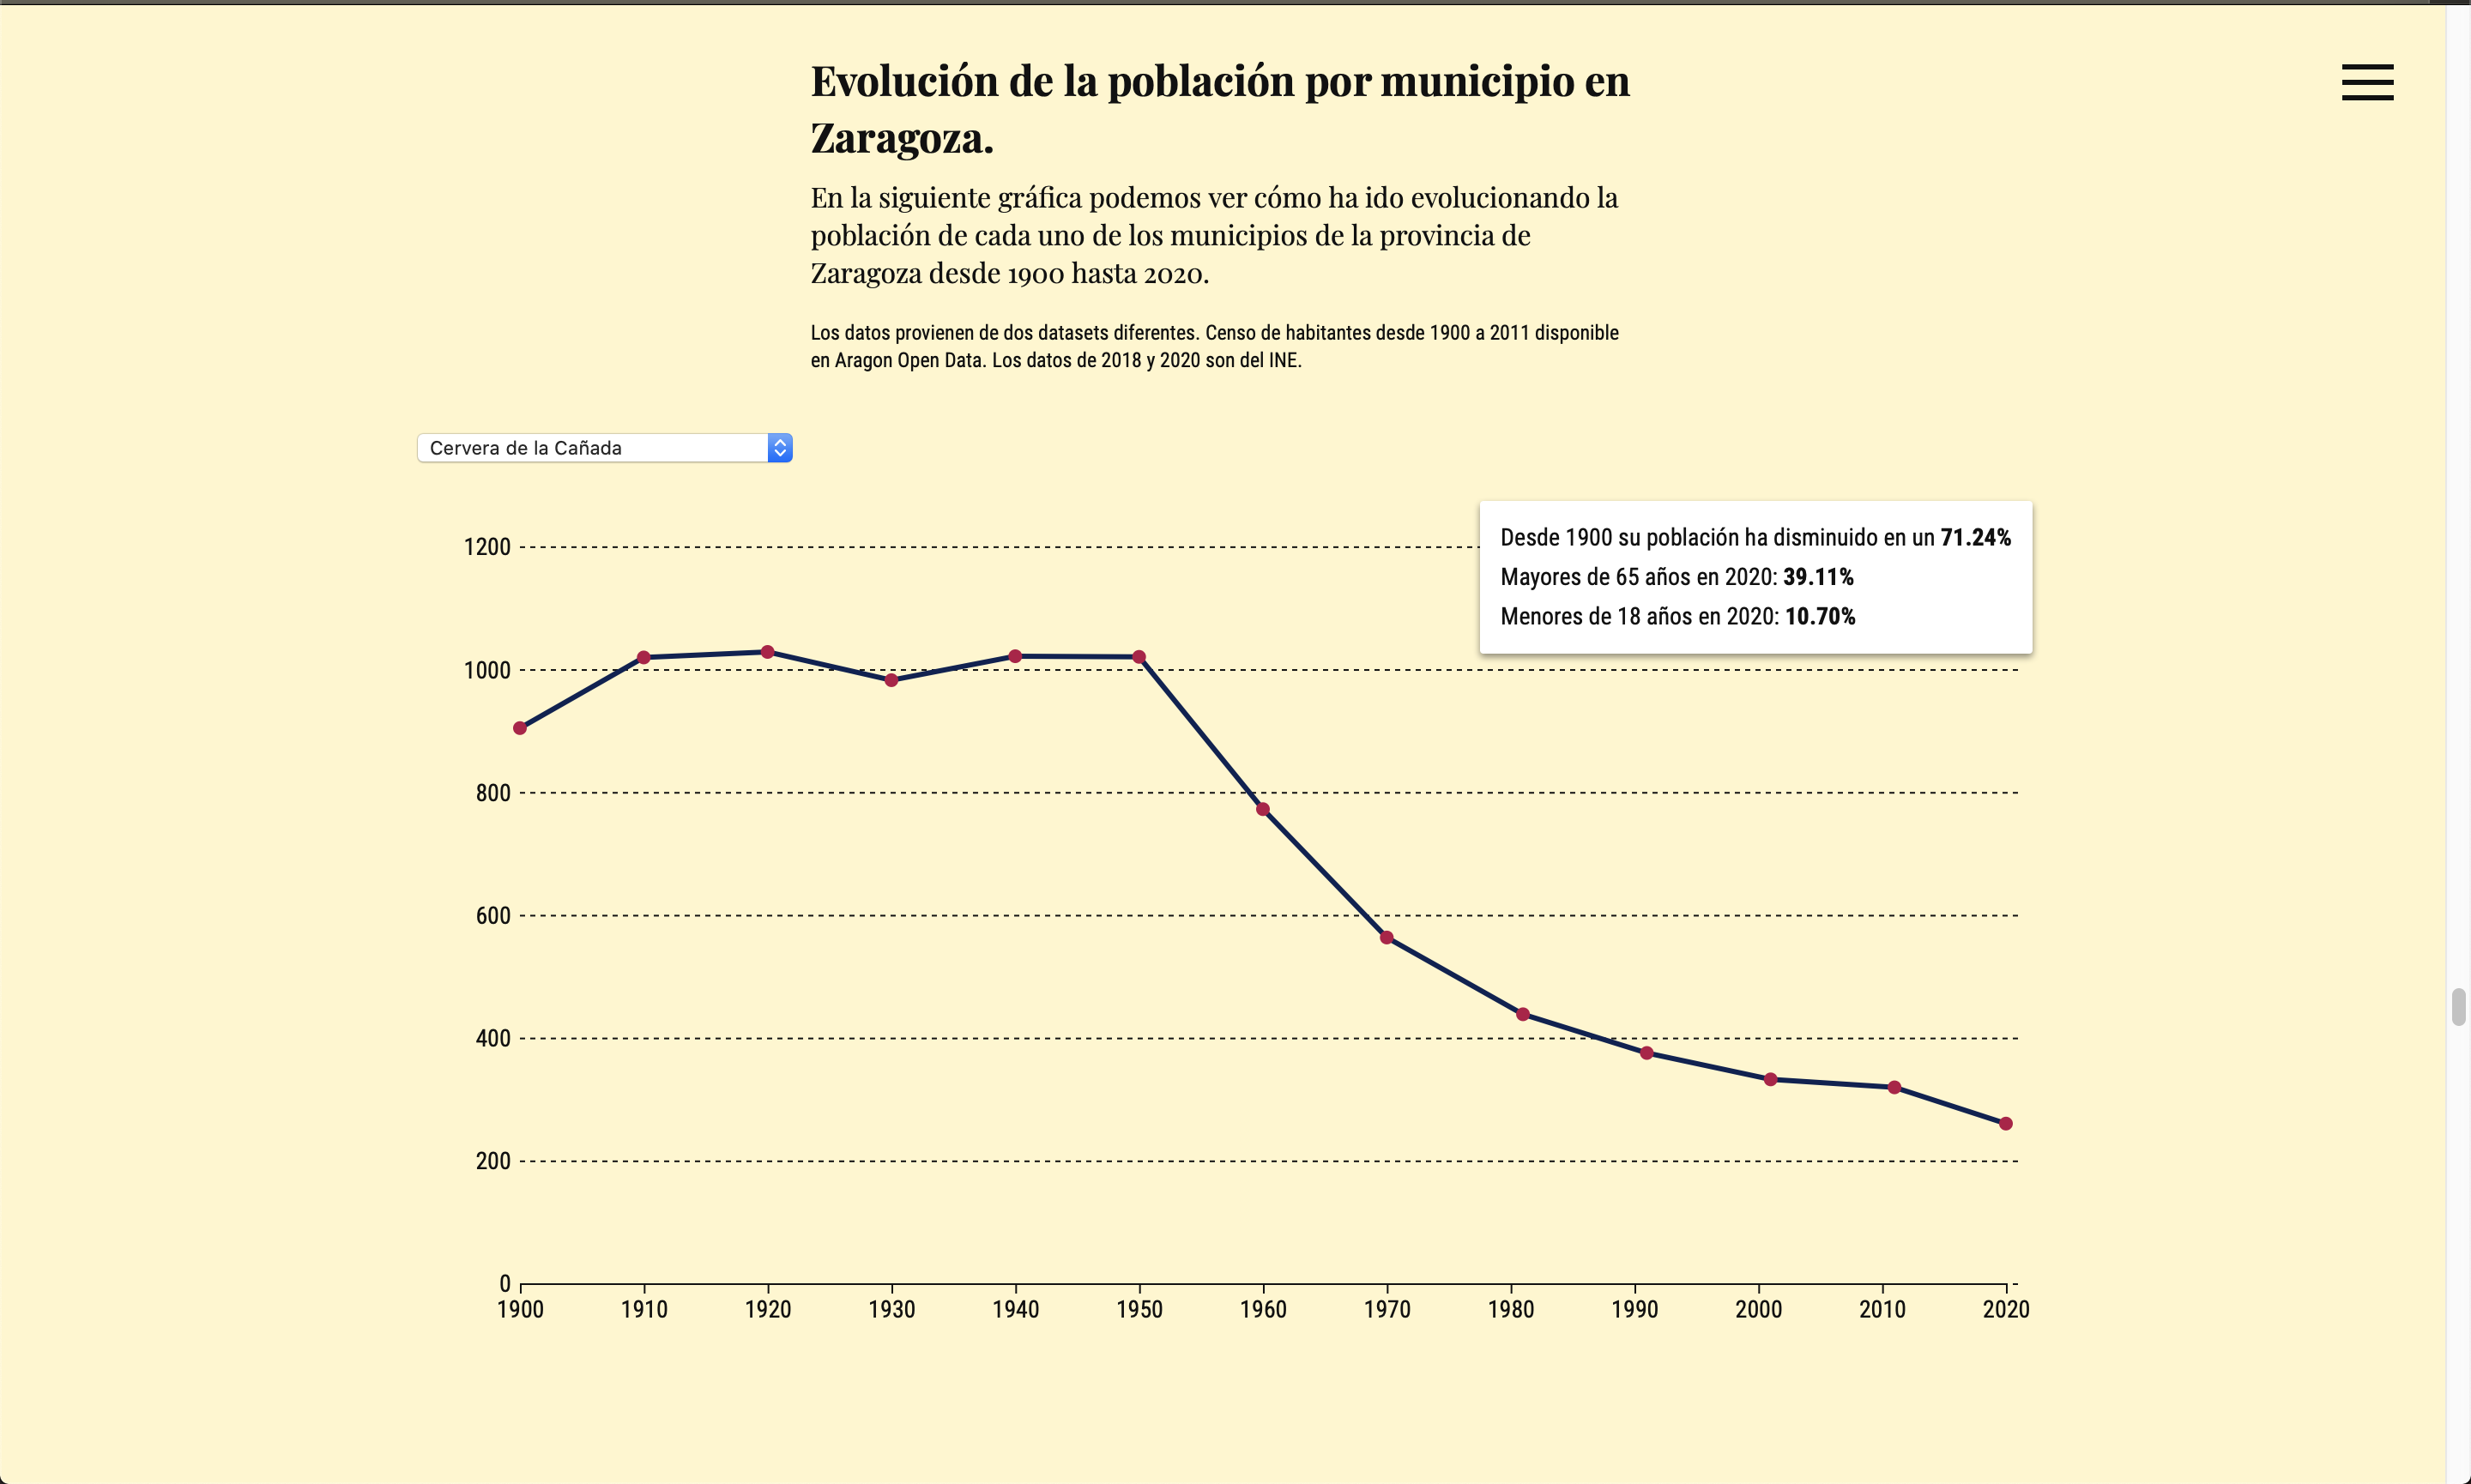 Evolución de la población por municipio en
Zaragoza.
En la siguiente gráfica podemos ver cómo ha ido evolucionando la
población de cada uno de los municipios de la provincia de
Zaragoza desde 1900 hasta 2020.
Los datos provienen de dos datasets diferentes. Censo de habitantes desde 1900 a 2011 disponible
en Aragon Open Data. Los datos de 2018 y 2020 son del INE.
Cervera de la Cañada
Desde 1900 su población ha disminuido en un 71.24%
Mayores de 65 años en 2020: 39.11%
Menores de 18 años en 2020: 10.70%
1200
1000
800
600
400
200
0
1900 1910 1920 1930 1940 1950 1960 1970 1980 1990 2000 2010 2020